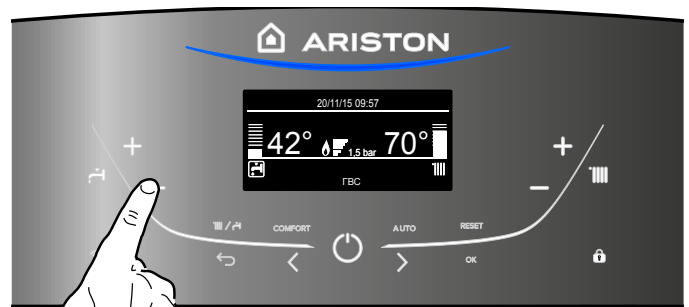 ARISTON
20/11/15 09:57
42° 1,5 bar 70°
ГВС
COMFORT AUTO RESET
OK